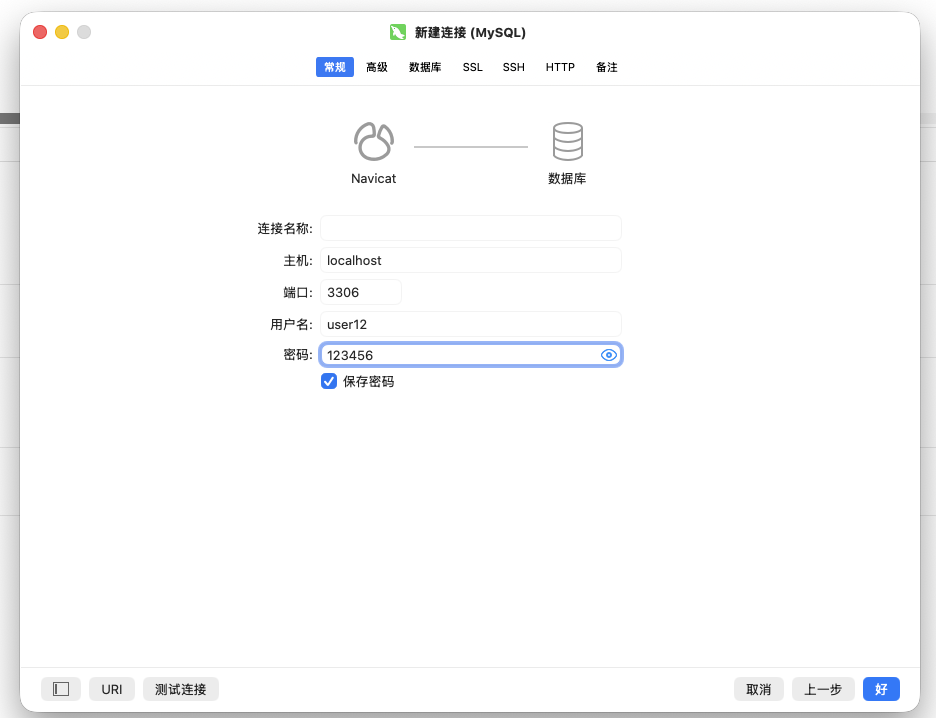 新建连接 (MySQL)
常规 高级 数据库 SSL SSH HTTP 备注
Navicat 数据库
连接名称:
主机: localhost
端口: 3306
用户名: user12
密码: 123456
保存密码
URI 测试连接 取消 上一步 好